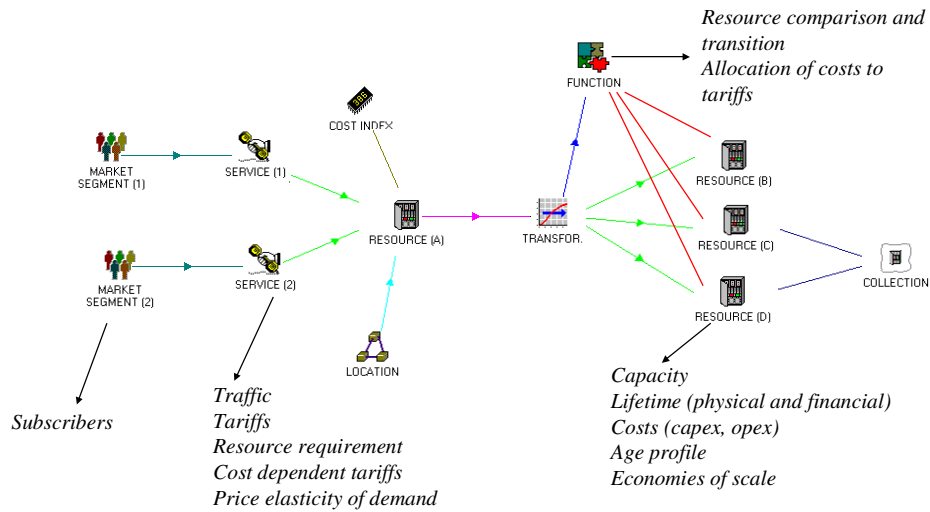 Resource comparison and
transition
Allocation of costs to
tariffs
FUNCTION
386
COST INDEX
MARKET
SEGMENT (1)
SERVICE (1)
RESOURCE (B)
RESOURCE (A)
TRANSFOR.
RESOURCE (C)
MARKET
SEGMENT (2)
SERVICE (2)
COLLECTION
RESOURCE (D)
LOCATION
Subscribers
Traffic
Tariffs
Resource requirement
Cost dependent tariffs
Price elasticity of demand
Capacity
Lifetime (physical and financial)
Costs (capex, opex)
Age profile
Economies of scale